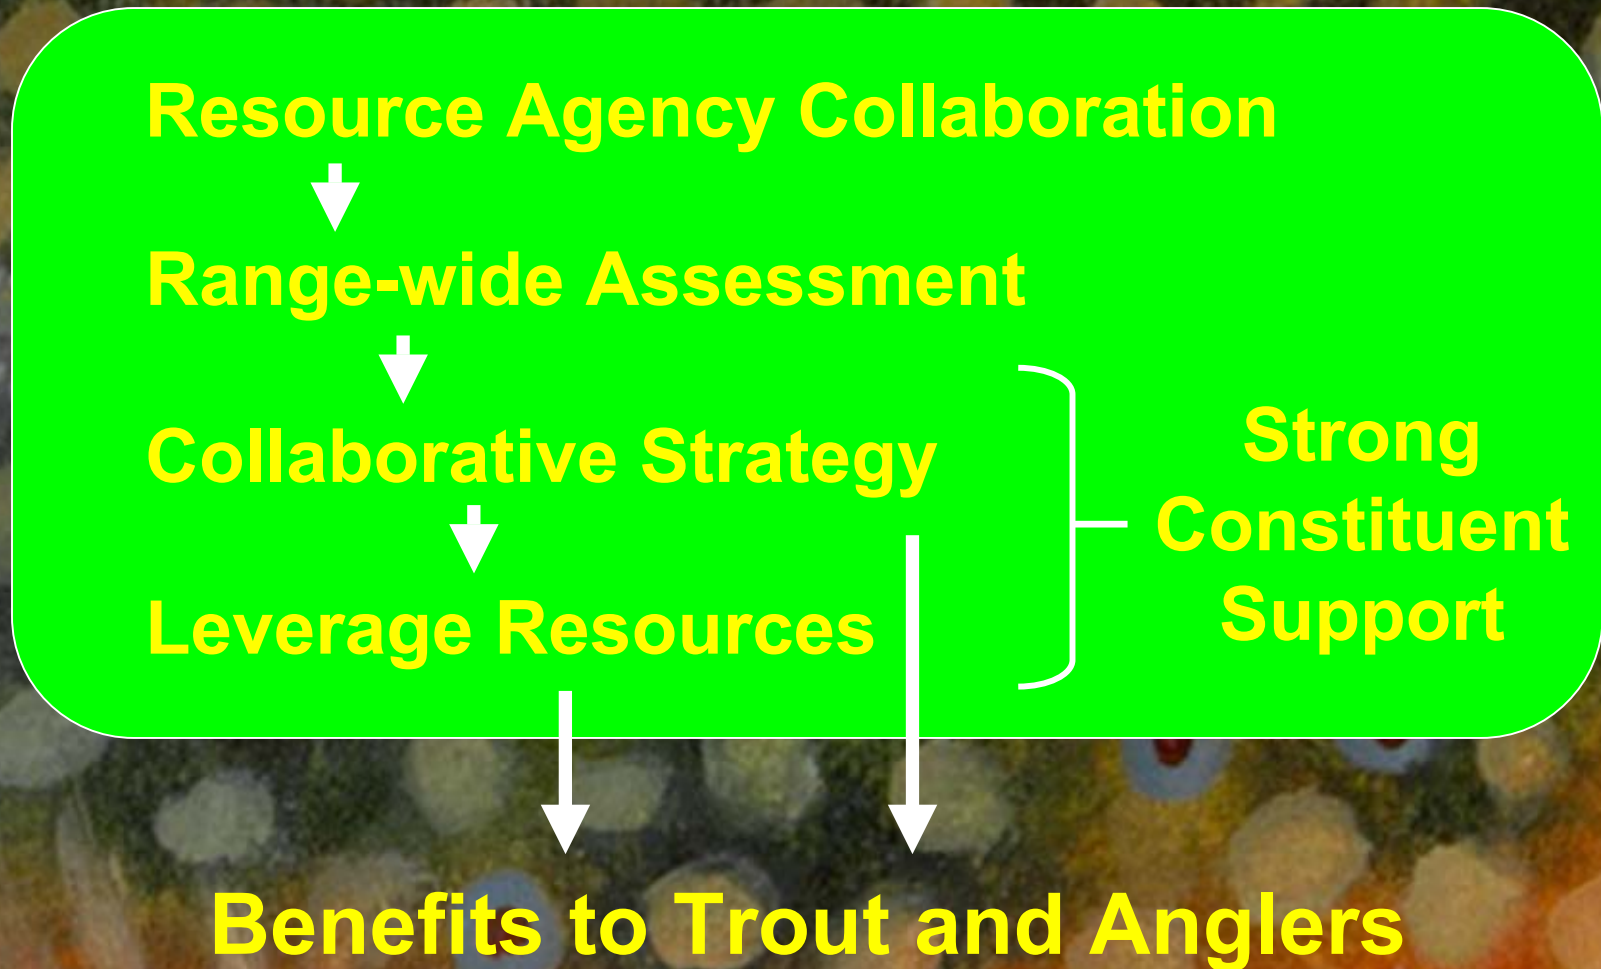 Resource Agency Collaboration
Range-wide Assessment
Collaborative Strategy
Leverage Resources
Strong
Constituent
Support
Benefits to Trout and Anglers